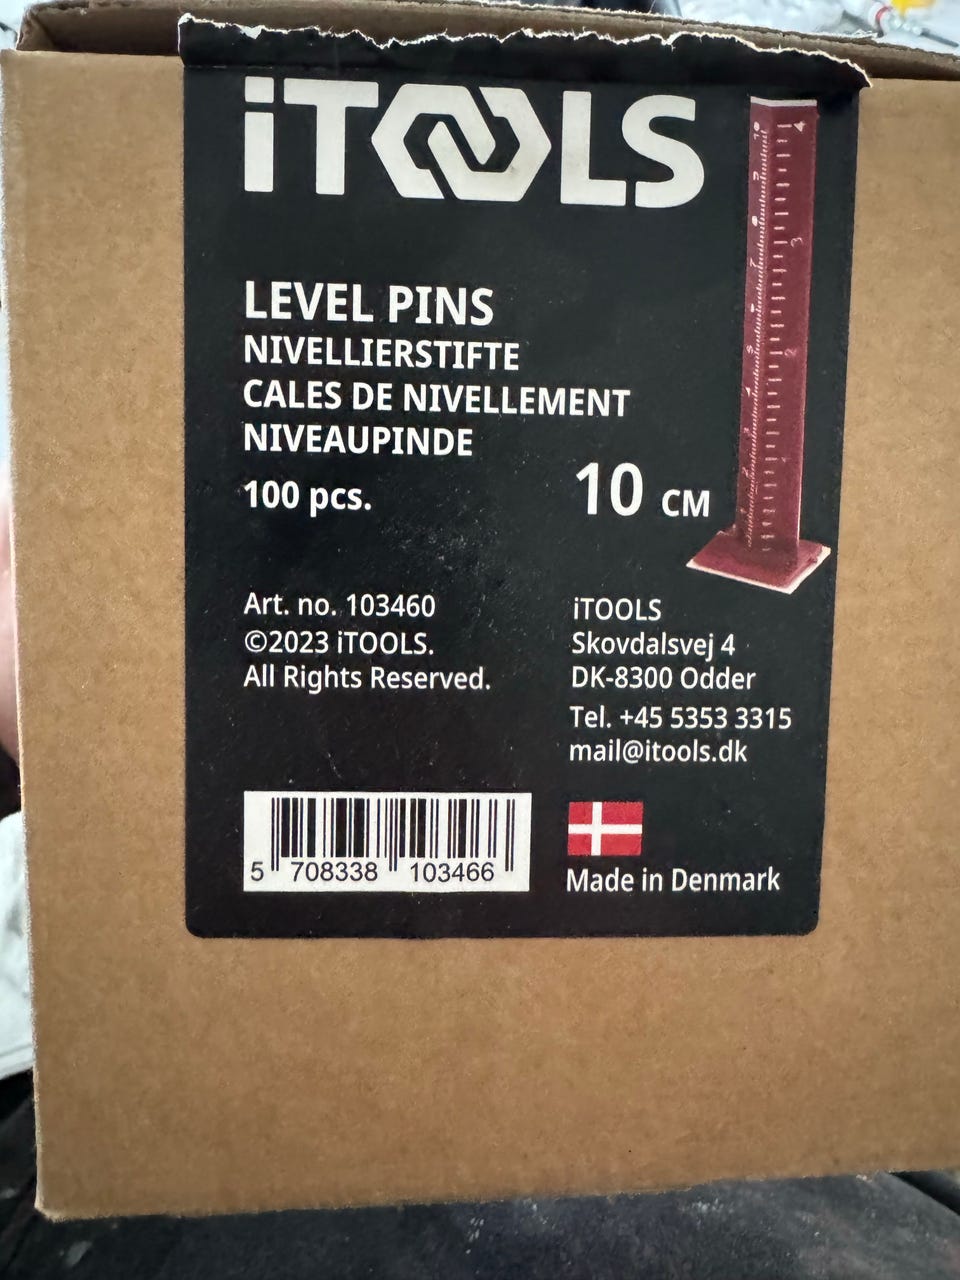 iTOOLS
LEVEL PINS
NIVELLIERSTIFTE
CALES DE NIVELLEMENT
NIVEAUPINDE
100 pcs.
10 CM
Art. no. 103460
©2023 iTOOLS.
All Rights Reserved.
iTOOLS
Skovdalsvej 4
DK-8300 Odder
Tel. +45 5353 3315
mail@itools.dk
5 708338 103466
Made in Denmark